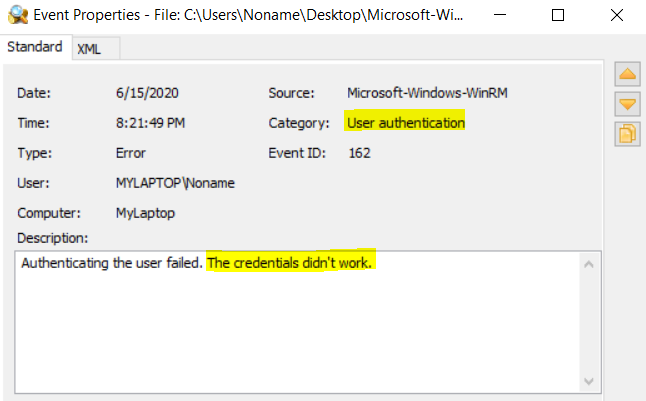 Event Properties - File: C:\Users\Noname\Desktop\Microsoft-Wi...
Standard XML
Date: 6/15/2020 Source: Microsoft-Windows-WinRM
Time: 8:21:49 PM Category: User authentication
Type: Error Event ID: 162
User: MYLAPTOP\Noname
Computer: MyLaptop
Description:
Authenticating the user failed. The credentials didn't work.